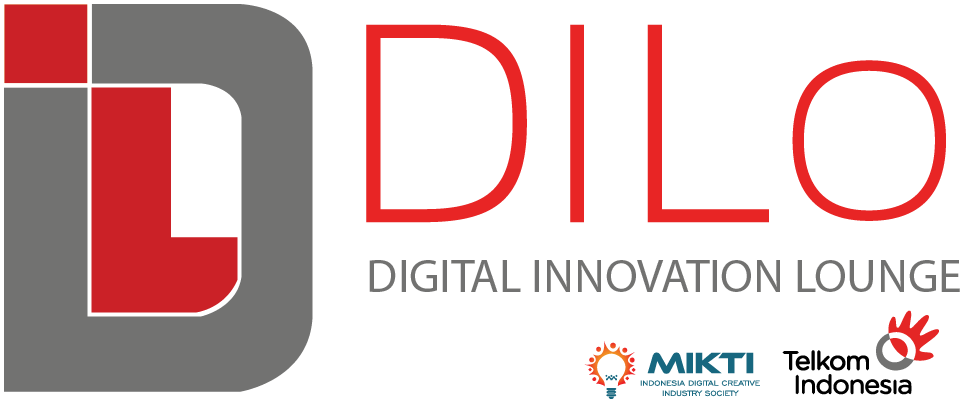 DILo
DIGITAL INNOVATION LOUNGE
MIKTI
INDONESIA DIGITAL CREATIVE
INDUSTRY SOCIETY
Telkom
Indonesia